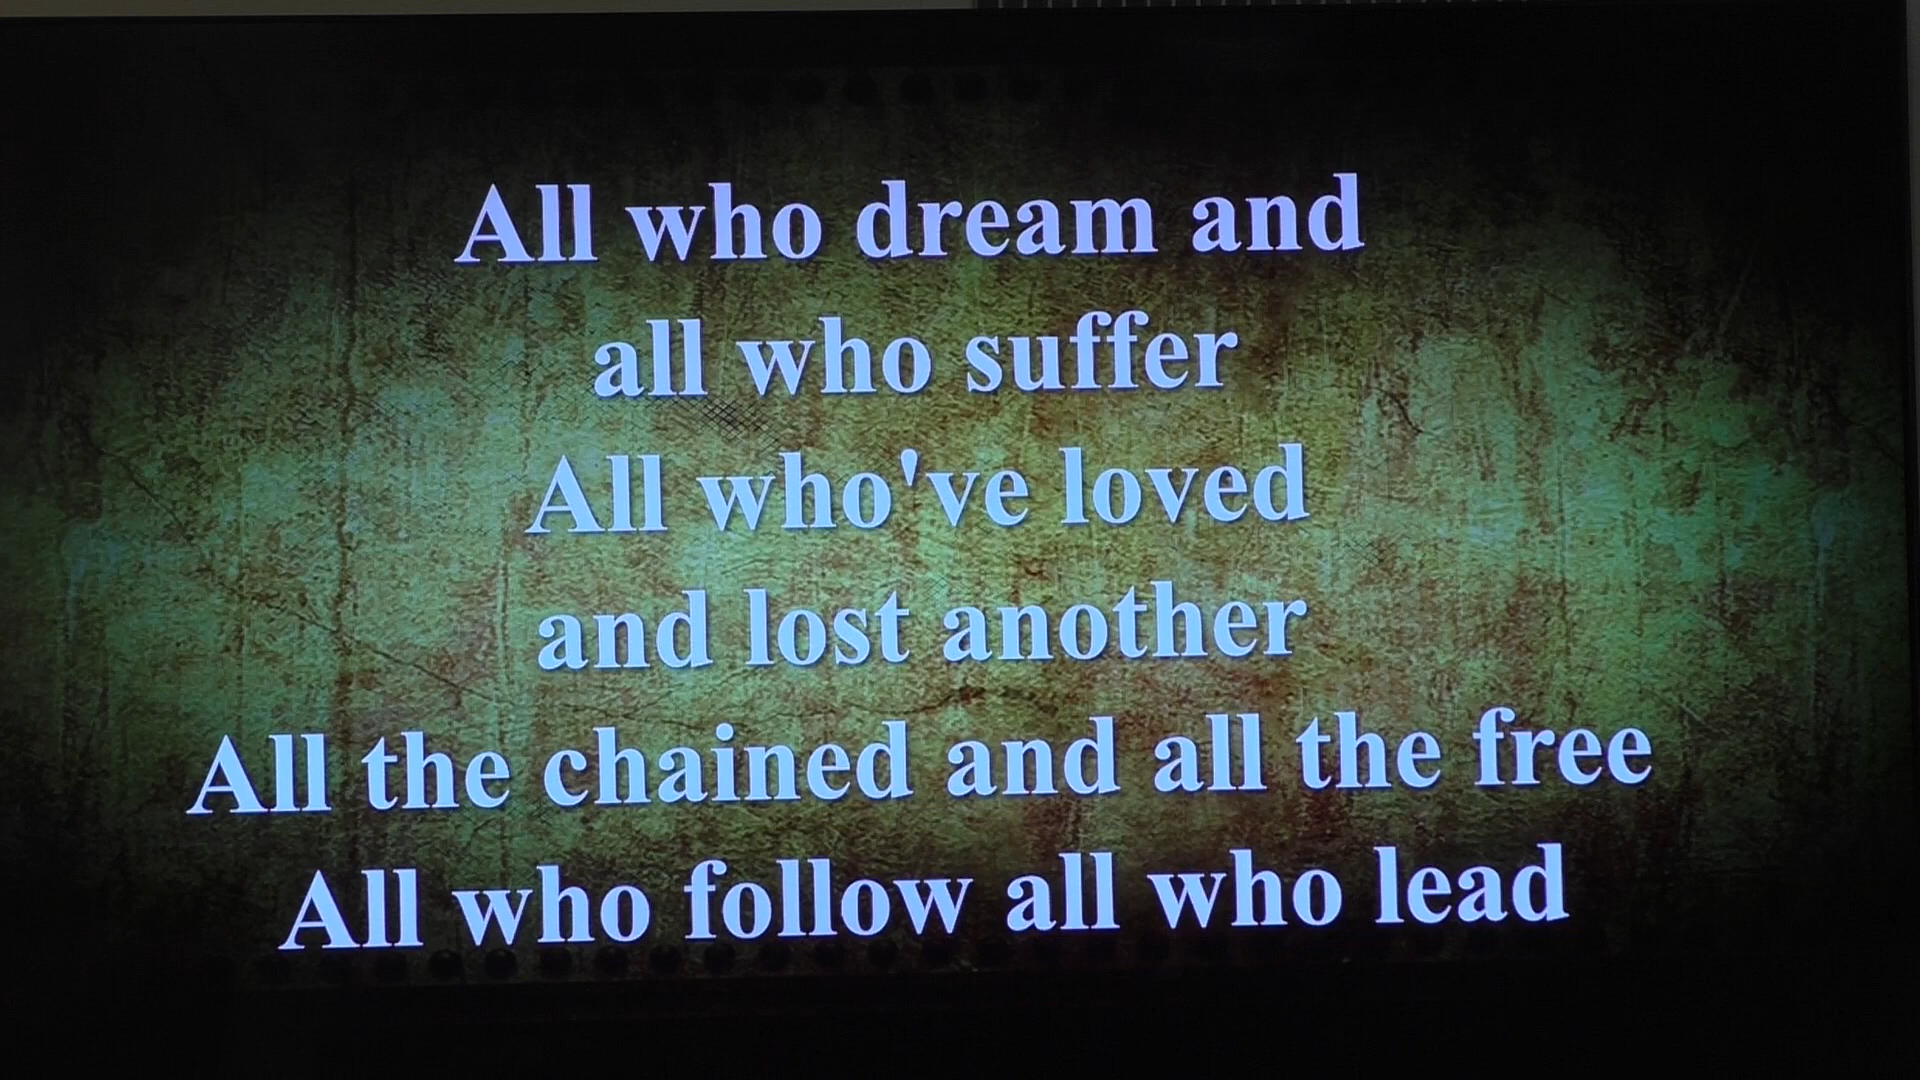 All who dream and
all who suffer
All who've loved
and lost another
All the chained and all the free
All who follow all who lead